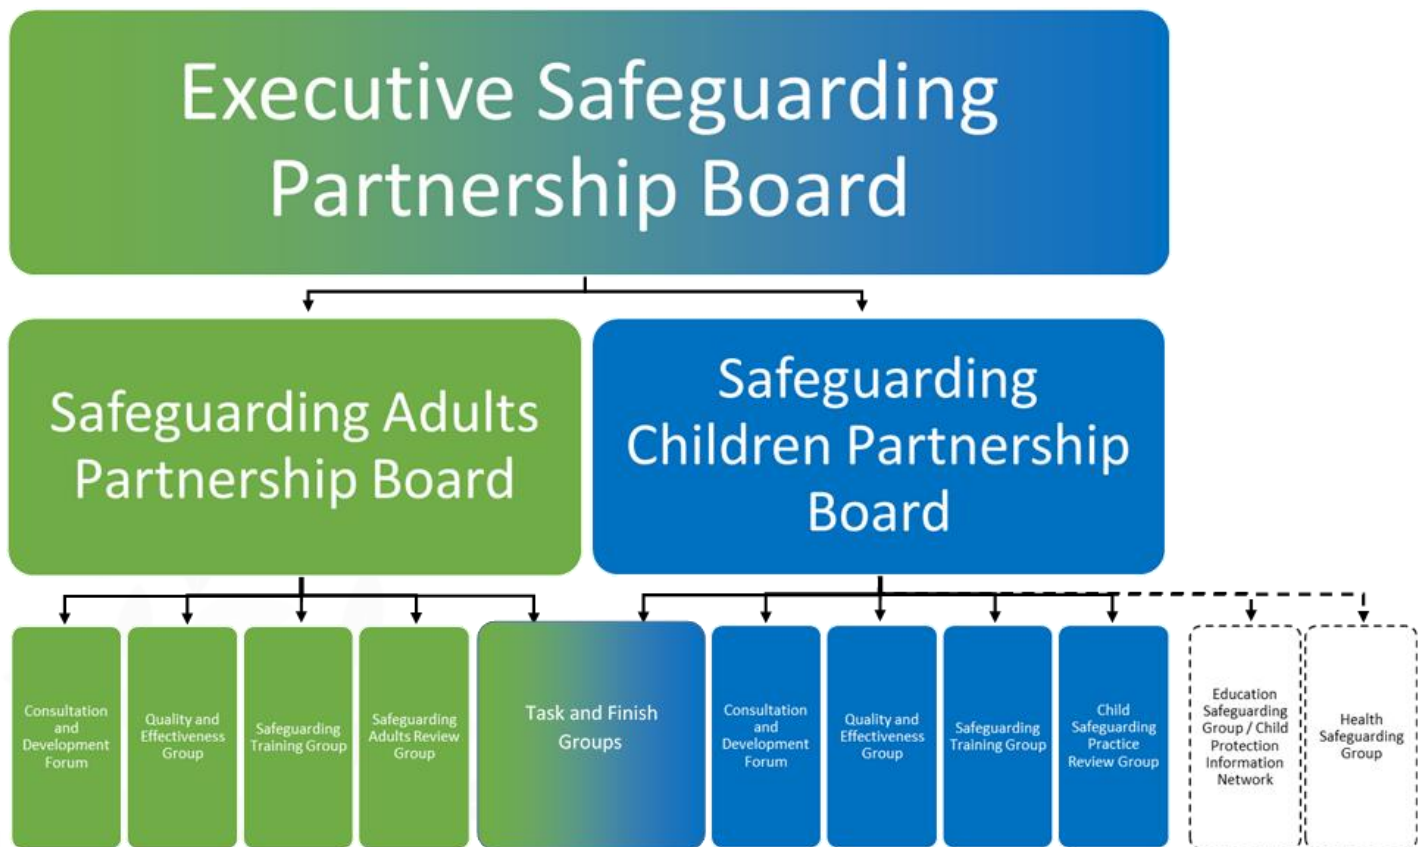 Executive Safeguarding
Partnership Board
Safeguarding Adults
Partnership Board
Safeguarding
Children Partnership
Board
Consultation
and
Development
Forum
Quality and
Effectiveness
Group
Safeguarding
Training Group
Safeguarding
Adults Review
Group
Task and Finish
Groups
Consultation
and
Development
Forum
Quality and
Effectiveness
Group
Safeguarding
Training Group
Child
Safeguarding
Practice
Review Group
Education
Safeguarding
Group / Child
Protection
Information
Network
Health
Safeguarding
Group